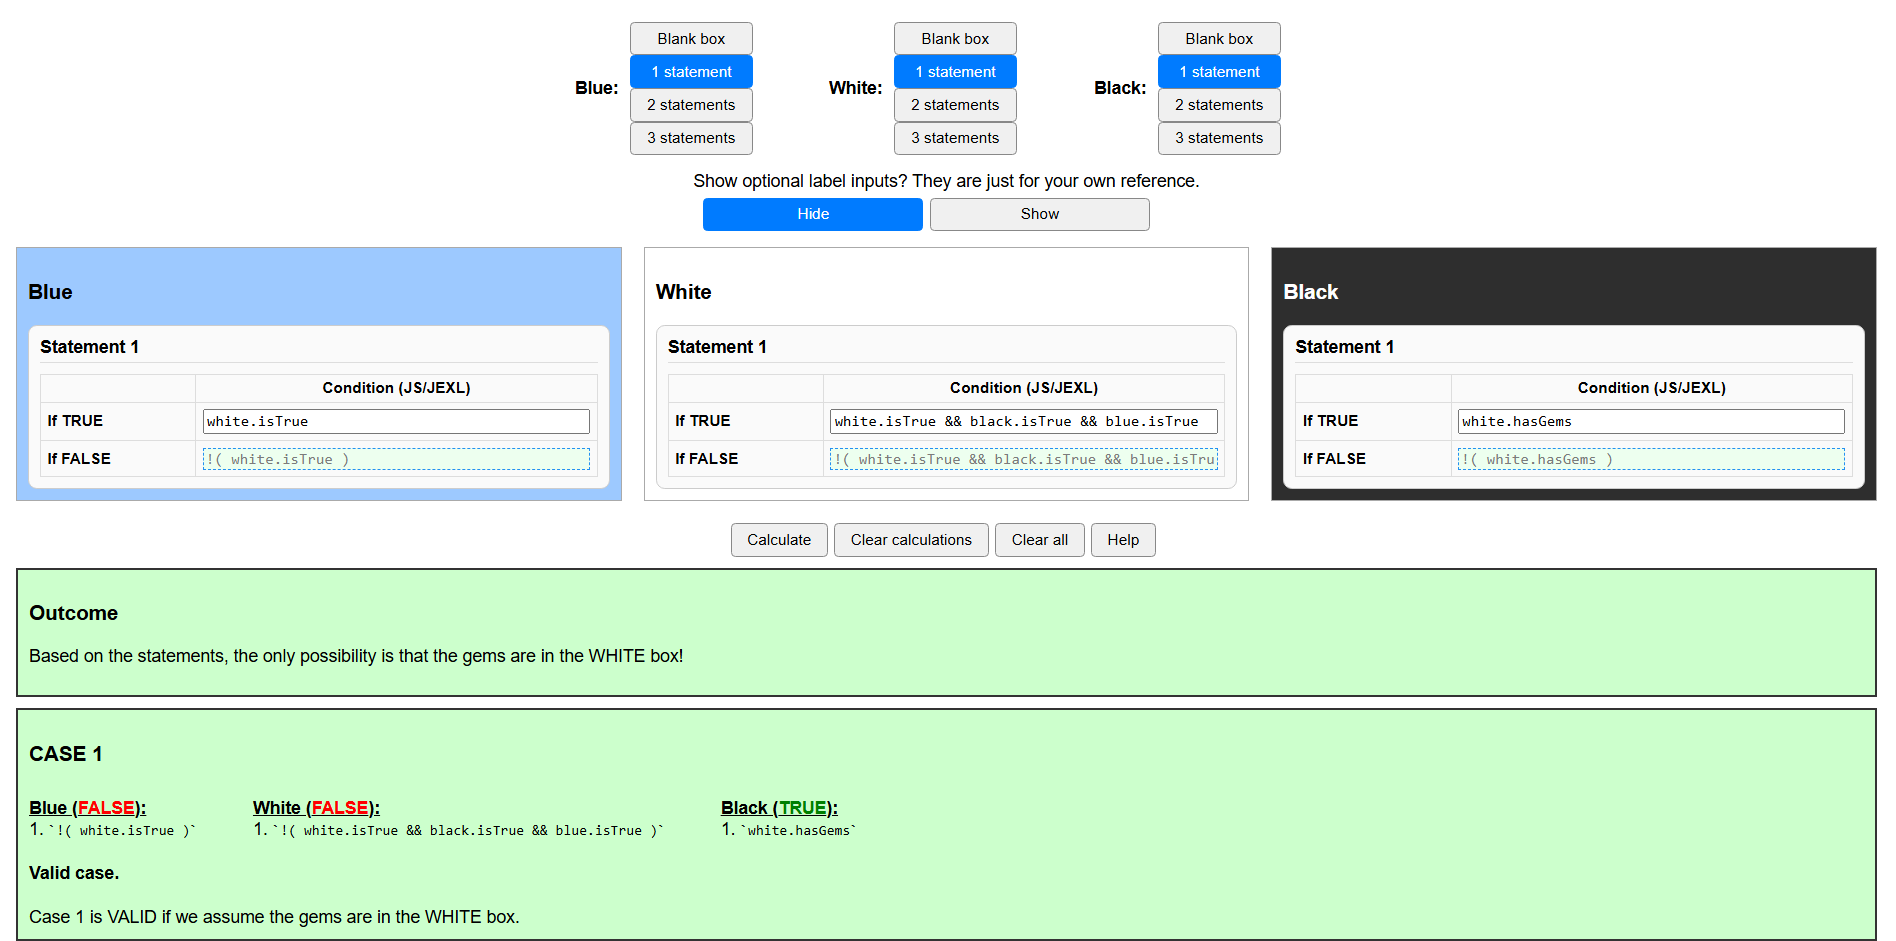 Blue:
Blank box
1 statement
2 statements
3 statements
White:
Blank box
1 statement
2 statements
3 statements
Black:
Blank box
1 statement
2 statements
3 statements
Show optional label inputs? They are just for your own reference.
Hide
Show
Blue
Statement 1
Condition (JS/JEXL)
If TRUE
white.isTrue
If FALSE
!( white.isTrue )
White
Statement 1
Condition (JS/JEXL)
If TRUE
white.isTrue && black.isTrue && blue.isTrue
If FALSE
!( white.isTrue && black.isTrue && blue.isTru
Black
Statement 1
Condition (JS/JEXL)
If TRUE
white.hasGems
If FALSE
!( white.hasGems )
Calculate
Clear calculations
Clear all
Help
Outcome
Based on the statements, the only possibility is that the gems are in the WHITE box!
CASE 1
Blue (FALSE):
1. `!( white.isTrue )`
White (FALSE):
1. `!( white.isTrue && black.isTrue && blue.isTrue )`
Black (TRUE):
1. `white.hasGems`
Valid case.
Case 1 is VALID if we assume the gems are in the WHITE box.